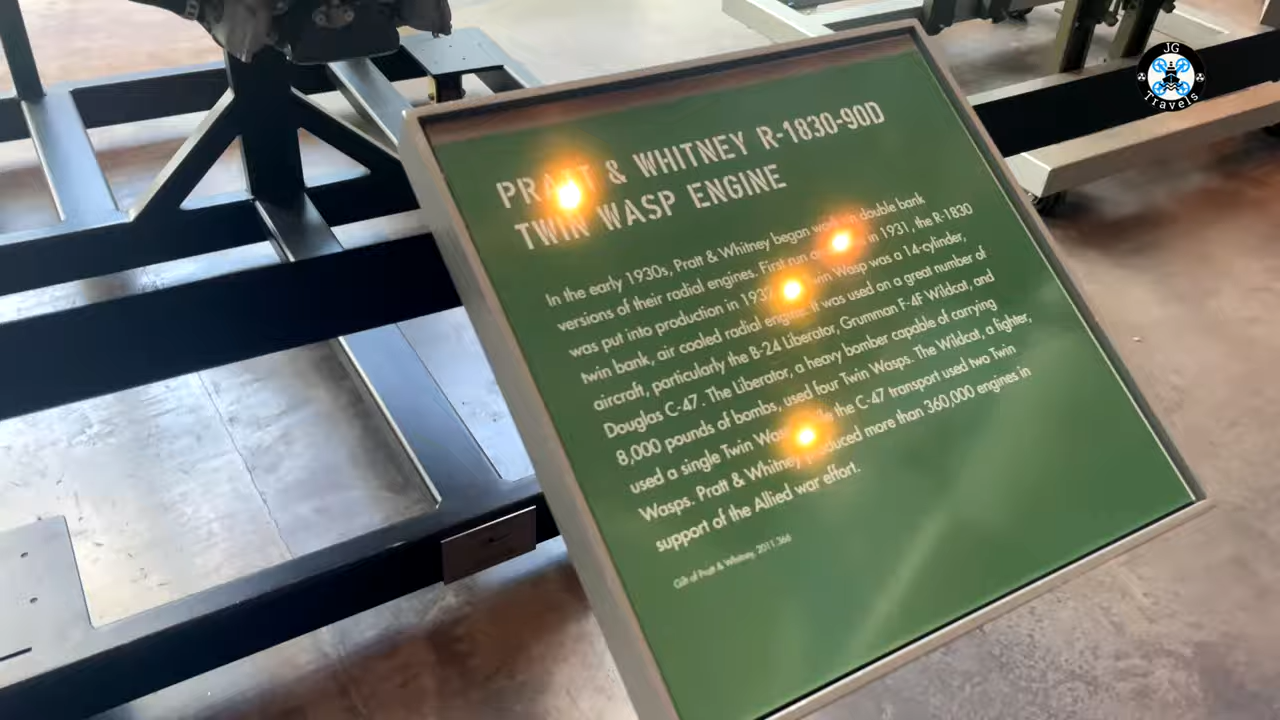 PRATT & WHITNEY R-1830-90D
TWIN WASP ENGINE
In the early 1930s, Pratt & Whitney began work on double bank
versions of their radial engines. First run in 1931, the R-1830
was put into production in Twin Wasp was a 14-cylinder,
twin bank, air cooled radial engine. It was used on a great number of
aircraft, particularly the B-24 Liberator, Grumman F-4F Wildcat, and
Douglas C-47. The Liberator, a heavy bomber capable of carrying
8,000 pounds of bombs, used four Twin Wasps. The Wildcat, a fighter,
used a single Twin Wasp the C-47 transport used two Twin
Wasps. Pratt & Whitney produced more than 360,000 engines in
support of the Allied war effort.
Gift of Pratt & Whitney, 2011.366
JG
Travels